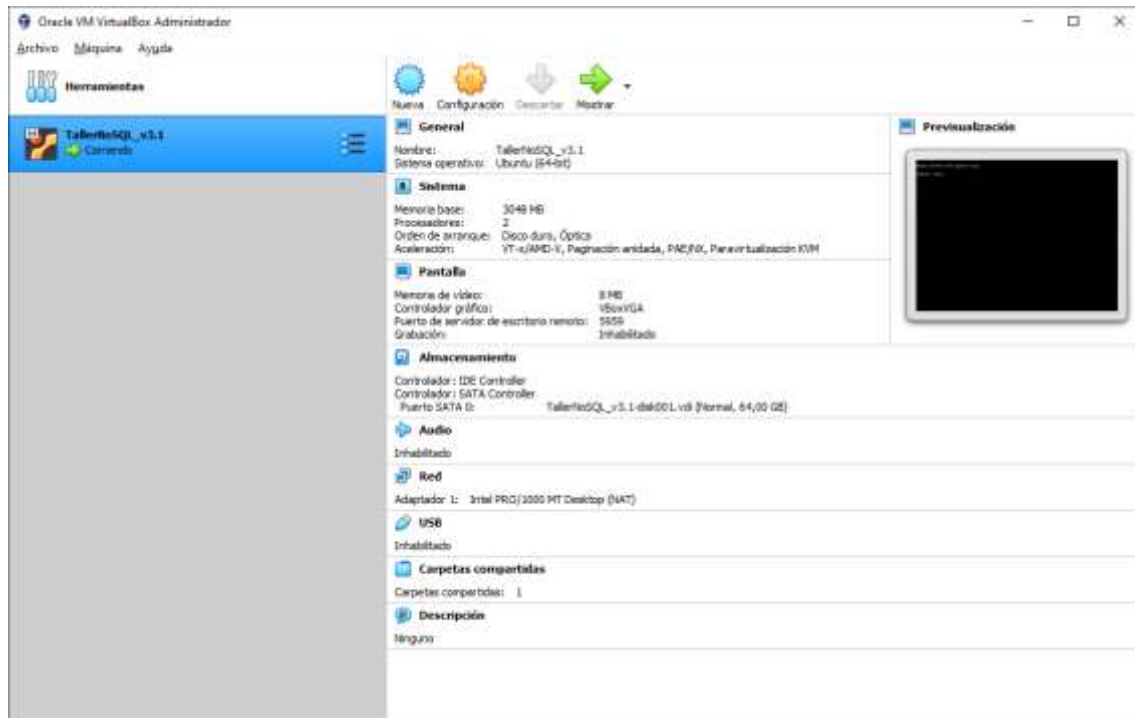 Oracle VM VirtualBox Administrador
Archivo Máquina Ayuda
Herramientas
Nueva Configuración Descartar Mostrar
TallerNoSQL_v3.1
Corriendo
General
Nombre: TallerNoSQL_v3.1
Sistema operativo: Ubuntu (64-bit)
Sistema
Memoria base: 3048 MB
Procesadores: 2
Orden de arranque: Disco duro, Óptica
Aceleración: VT-x/AMD-V, Paginación anidada, PAE/NX, Paravirtualización KVM
Pantalla
Memoria de vídeo: 8 MB
Controlador gráfico: VBoxVGA
Puerto de servidor de escritorio remoto: 5959
Grabación: Inhabilitado
Almacenamiento
Controlador: IDE Controller
Controlador: SATA Controller
Puerto SATA 0: TallerNoSQL_v3.1-disk001.vdi (Normal, 64,00 GB)
Audio
Inhabilitado
Red
Adaptador 1: Intel PRO/1000 MT Desktop (NAT)
USB
Inhabilitado
Carpetas compartidas
Carpetas compartidas: 1
Descripción
Ninguno
Previsualización